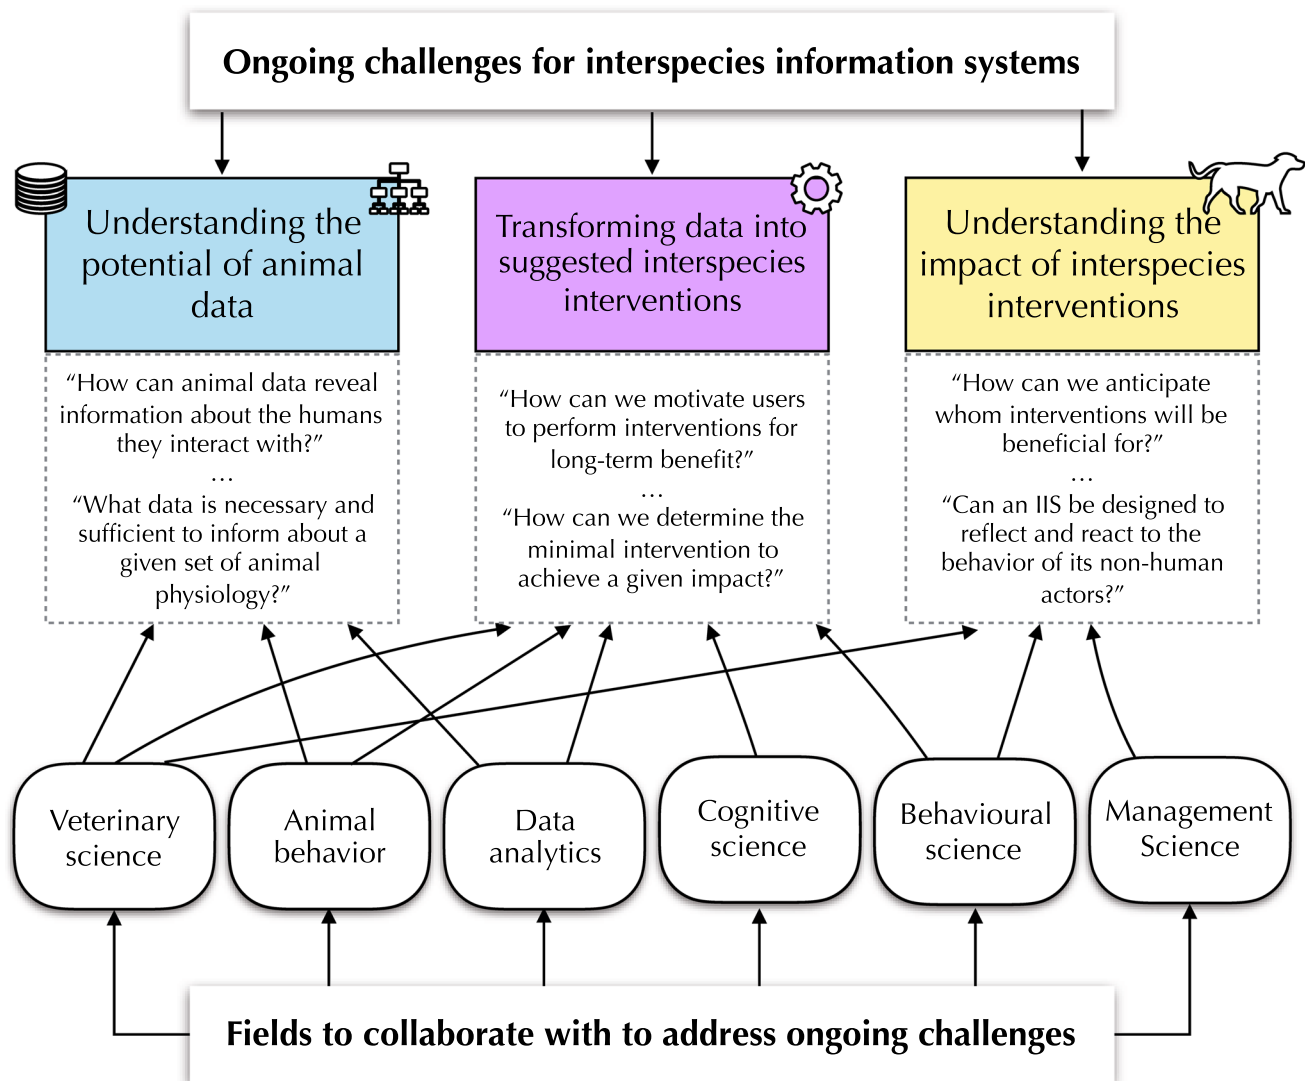 Ongoing challenges for interspecies information systems
Understanding the
potential of animal
data
Transforming data into
suggested interspecies
interventions
Understanding the
impact of interspecies
interventions
“How can animal data reveal
information about the humans
they interact with?”
…
“What data is necessary and
sufficient to inform about a
given set of animal
physiology?”
“How can we motivate users
to perform interventions for
long-term benefit?”
…
“How can we determine the
minimal intervention to
achieve a given impact?”
“How can we anticipate
whom interventions will be
beneficial for?”
…
“Can an IIS be designed to
reflect and react to the
behavior of its non-human
actors?”
Veterinary
science
Animal
behavior
Data
analytics
Cognitive
science
Behavioural
science
Management
Science
Fields to collaborate with to address ongoing challenges